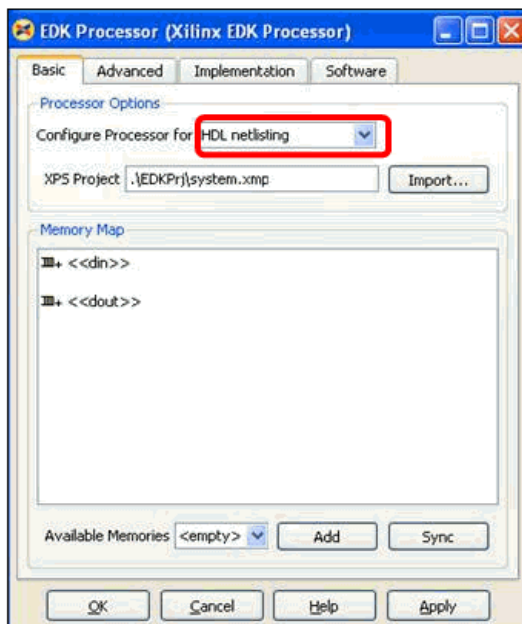 EDK Processor (Xilinx EDK Processor)
Basic Advanced Implementation Software
Processor Options
Configure Processor for HDL netlisting
XPS Project .\EDKPrj\system.xmp Import...
Memory Map
<<din>>
<<dout>>
Available Memories <empty> Add Sync
OK Cancel Help Apply